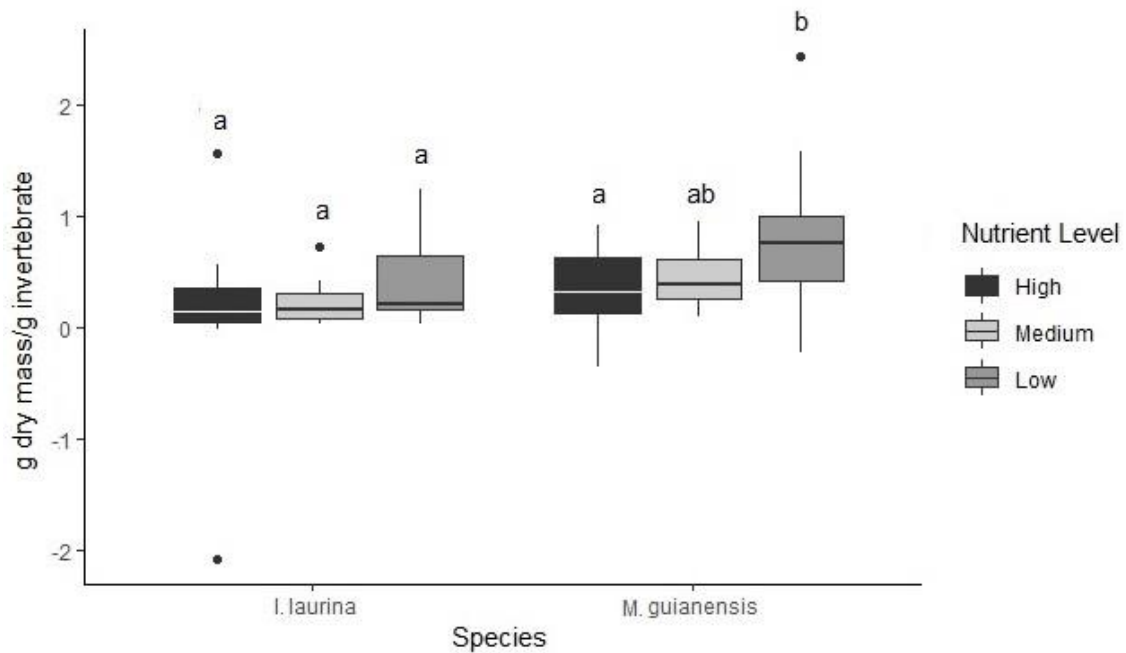 b
a
a
a
ab
a
2
1
0
-1
-2
g dry mass/g invertebrate
I. laurina
M. guianensis
Species
Nutrient Level
High
Medium
Low